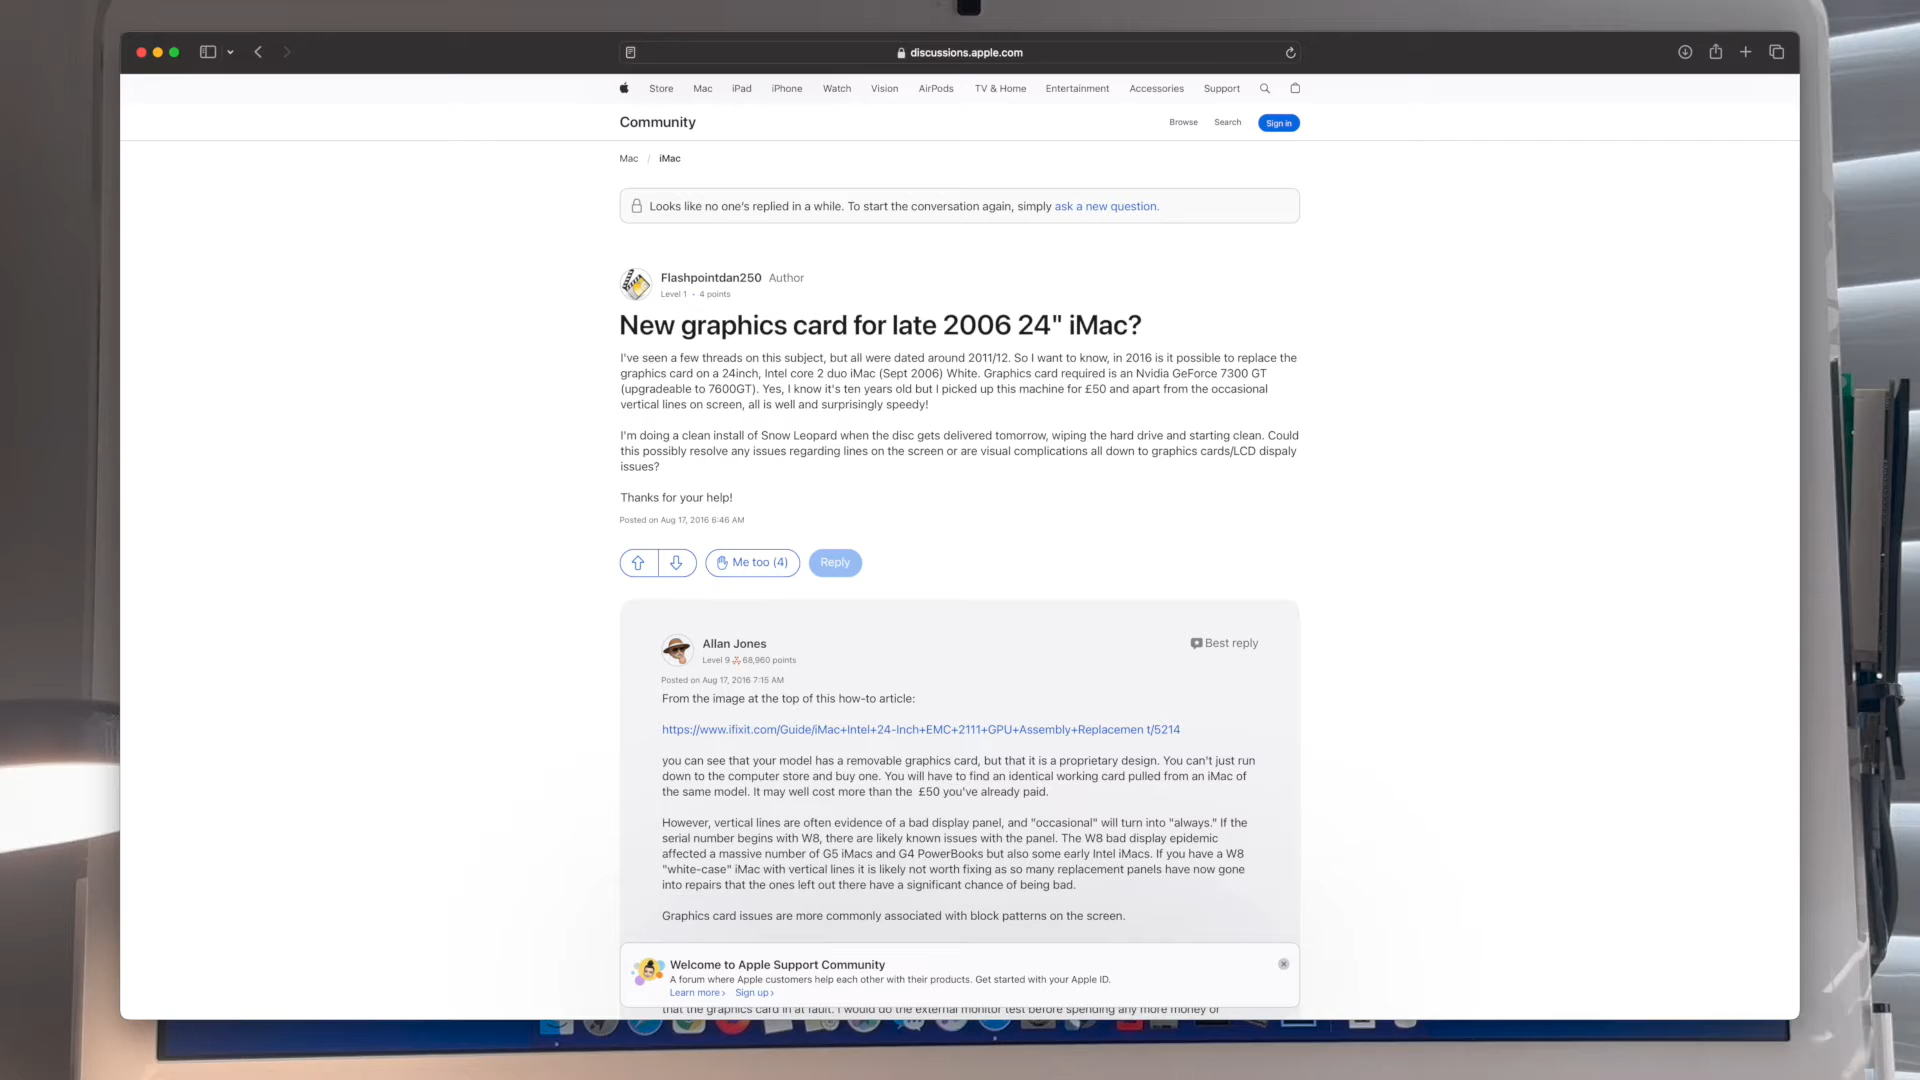 discussions.apple.com
Store Mac iPad iPhone Watch Vision AirPods TV & Home Entertainment Accessories Support
Community
Browse Search Sign in
Mac / iMac
Looks like no one's replied in a while. To start the conversation again, simply ask a new question.
Flashpointdan250 Author
Level 1 • 4 points
New graphics card for late 2006 24" iMac?
I've seen a few threads on this subject, but all were dated around 2011/12. So I want to know, in 2016 is it possible to replace the
graphics card on a 24inch, Intel core 2 duo iMac (Sept 2006) White. Graphics card required is an Nvidia GeForce 7300 GT
(upgradeable to 7600GT). Yes, I know it's ten years old but I picked up this machine for £50 and apart from the occasional
vertical lines on screen, all is well and surprisingly speedy!
I'm doing a clean install of Snow Leopard when the disc gets delivered tomorrow, wiping the hard drive and starting clean. Could
this possibly resolve any issues regarding lines on the screen or are visual complications all down to graphics cards/LCD dispaly
issues?
Thanks for your help!
Posted on Aug 17, 2016 6:46 AM
Me too (4) Reply
Allan Jones
Best reply
Level 9 68,960 points
Posted on Aug 17, 2016 7:15 AM
From the image at the top of this how-to article:
https://www.ifixit.com/Guide/iMac+Intel+24-Inch+EMC+2111+GPU+Assembly+Replacemen t/5214
you can see that your model has a removable graphics card, but that it is a proprietary design. You can't just run
down to the computer store and buy one. You will have to find an identical working card pulled from an iMac of
the same model. It may well cost more than the £50 you've already paid.
However, vertical lines are often evidence of a bad display panel, and "occasional" will turn into "always." If the
serial number begins with W8, there are likely known issues with the panel. The W8 bad display epidemic
affected a massive number of G5 iMacs and G4 PowerBooks but also some early Intel iMacs. If you have a W8
"white-case" iMac with vertical lines it is likely not worth fixing as so many replacement panels have now gone
into repairs that the ones left out there have a significant chance of being bad.
Graphics card issues are more commonly associated with block patterns on the screen.
Welcome to Apple Support Community
A forum where Apple customers help each other with their products. Get started with your Apple ID.
Learn more › Sign up ›
that the graphics card in at fault. I would do the external monitor test before spending any more money or